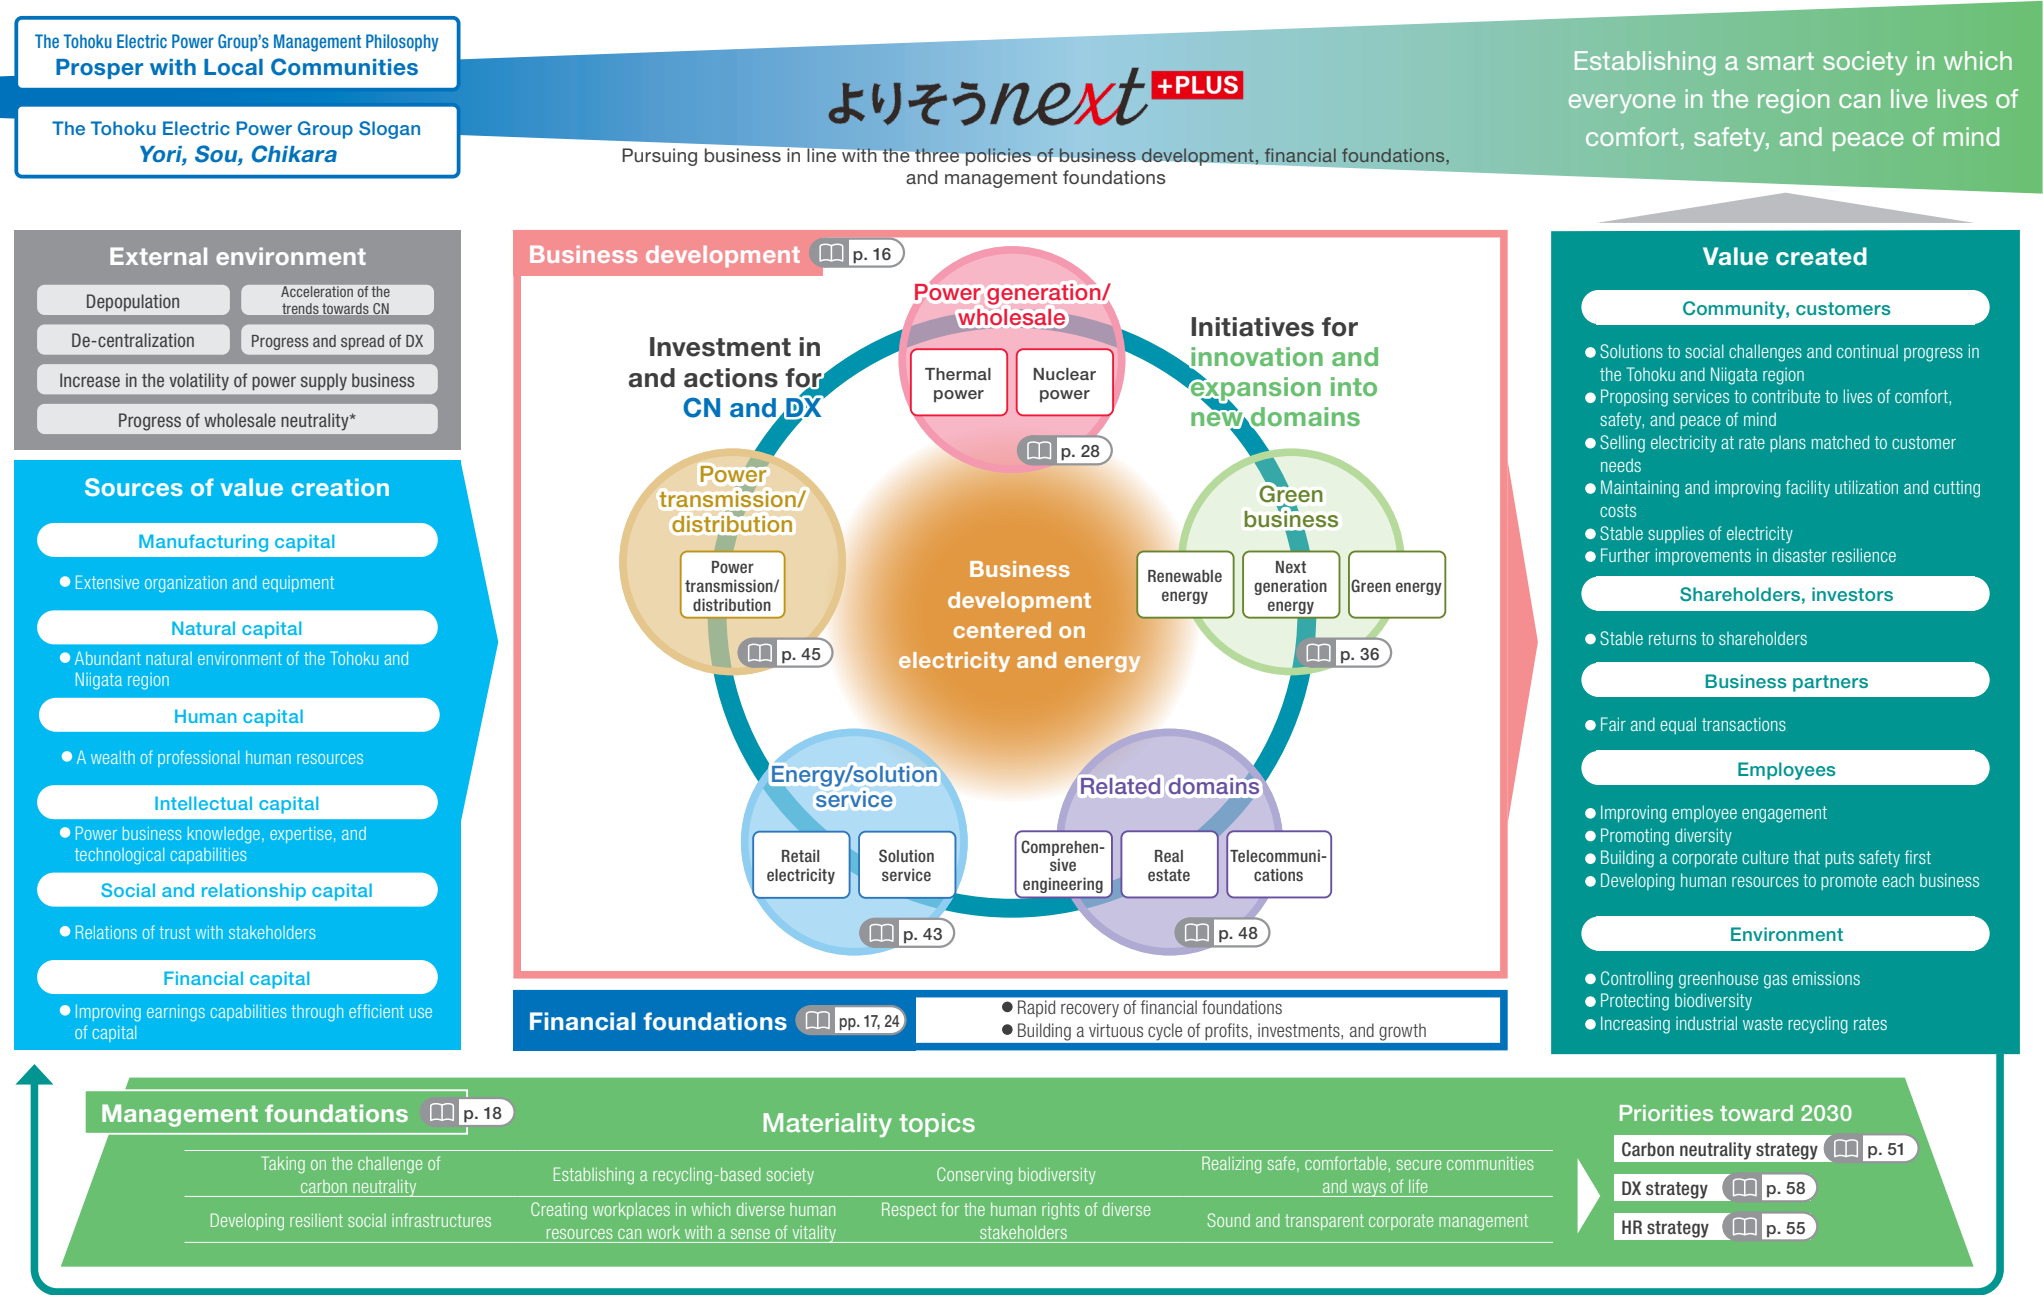 The Tohoku Electric Power Group's Management Philosophy
Prosper with Local Communities
The Tohoku Electric Power Group Slogan
Yori, Sou, Chikara
よりそうnext +PLUS
Pursuing business in line with the three policies of business development, financial foundations,
and management foundations
Establishing a smart society in which
everyone in the region can live lives of
comfort, safety, and peace of mind
External environment
Depopulation
Acceleration of the
trends towards CN
De-centralization
Progress and spread of DX
Increase in the volatility of power supply business
Progress of wholesale neutrality*
Sources of value creation
Manufacturing capital
● Extensive organization and equipment
Natural capital
● Abundant natural environment of the Tohoku and
Niigata region
Human capital
● A wealth of professional human resources
Intellectual capital
● Power business knowledge, expertise, and
technological capabilities
Social and relationship capital
● Relations of trust with stakeholders
Financial capital
● Improving earnings capabilities through efficient use
of capital
Business development p. 16
Investment in
and actions for
CN and DX
Initiatives for
innovation and
expansion into
new domains
Power generation/
wholesale
Thermal
power
Nuclear
power
p. 28
Power
transmission/
distribution
Power
transmission/
distribution
p. 45
Business
development
centered on
electricity and energy
Green
business
Renewable
energy
Next
generation
energy
Green energy
p. 36
Energy/solution
service
Retail
electricity
Solution
service
p. 43
Related domains
Comprehen-
sive
engineering
Real
estate
Telecommuni-
cations
p. 48
Financial foundations pp. 17, 24
● Rapid recovery of financial foundations
● Building a virtuous cycle of profits, investments, and growth
Value created
Community, customers
● Solutions to social challenges and continual progress in
the Tohoku and Niigata region
● Proposing services to contribute to lives of comfort,
safety, and peace of mind
● Selling electricity at rate plans matched to customer
needs
● Maintaining and improving facility utilization and cutting
costs
● Stable supplies of electricity
● Further improvements in disaster resilience
Shareholders, investors
● Stable returns to shareholders
Business partners
● Fair and equal transactions
Employees
● Improving employee engagement
● Promoting diversity
● Building a corporate culture that puts safety first
● Developing human resources to promote each business
Environment
● Controlling greenhouse gas emissions
● Protecting biodiversity
● Increasing industrial waste recycling rates
Management foundations p. 18
Materiality topics
Taking on the challenge of
carbon neutrality
Establishing a recycling-based society
Conserving biodiversity
Realizing safe, comfortable, secure communities
and ways of life
Developing resilient social infrastructures
Creating workplaces in which diverse human
resources can work with a sense of vitality
Respect for the human rights of diverse
stakeholders
Sound and transparent corporate management
Priorities toward 2030
Carbon neutrality strategy p. 51
DX strategy p. 58
HR strategy p. 55